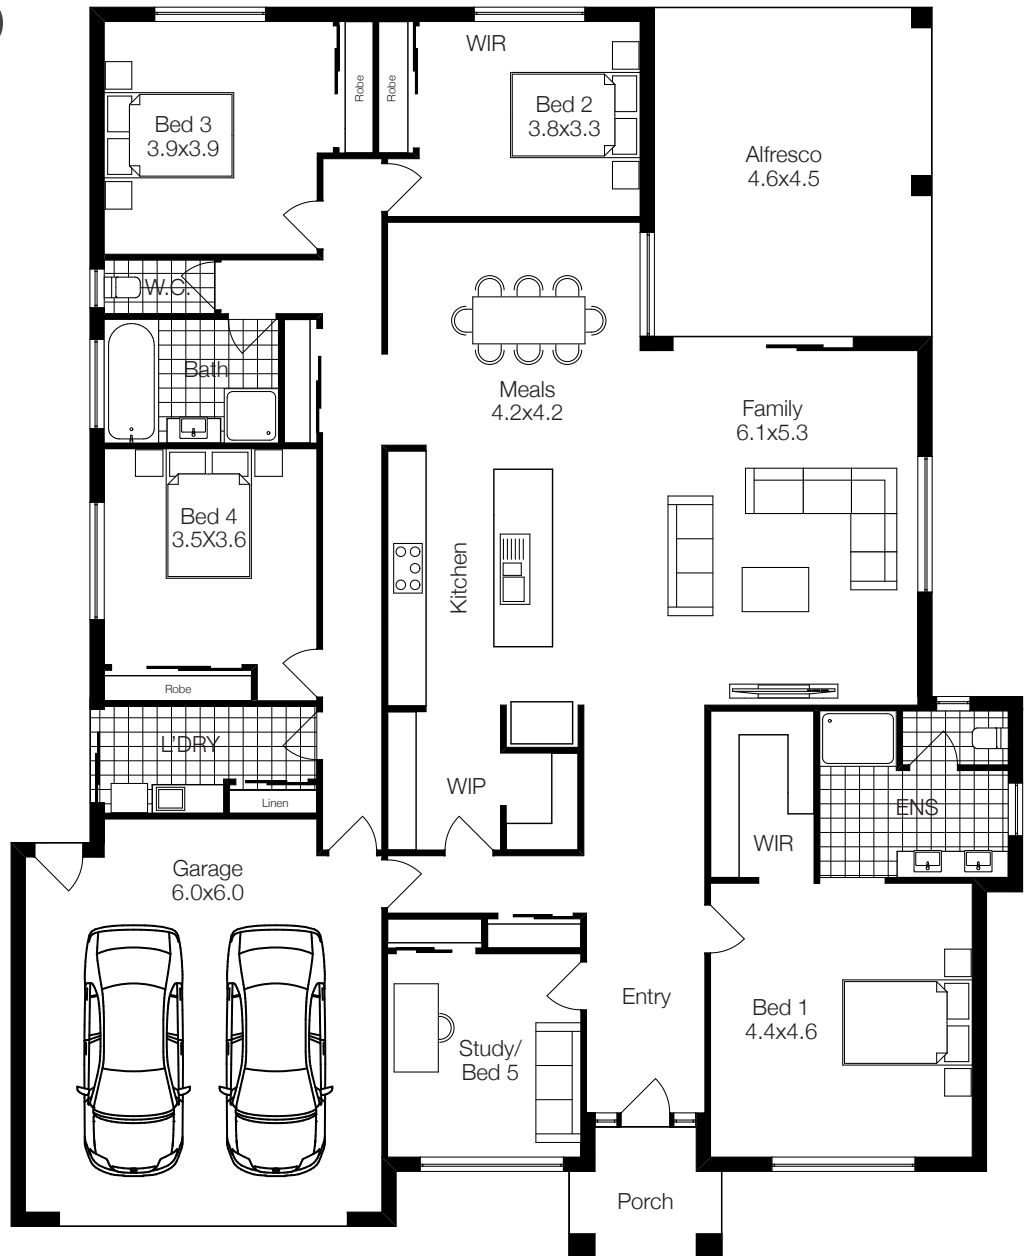 WIR
Robe
Robe
Bed 2
3.8x3.3
Bed 3
3.9x3.9
Alfresco
4.6x4.5
W.C.
Bath
Meals
4.2x4.2
Family
6.1x5.3
Bed 4
3.5X3.6
Kitchen
Robe
L'DRY
Linen
WIP
ENS
WIR
Garage
6.0x6.0
Entry
Bed 1
4.4x4.6
Study/
Bed 5
Porch